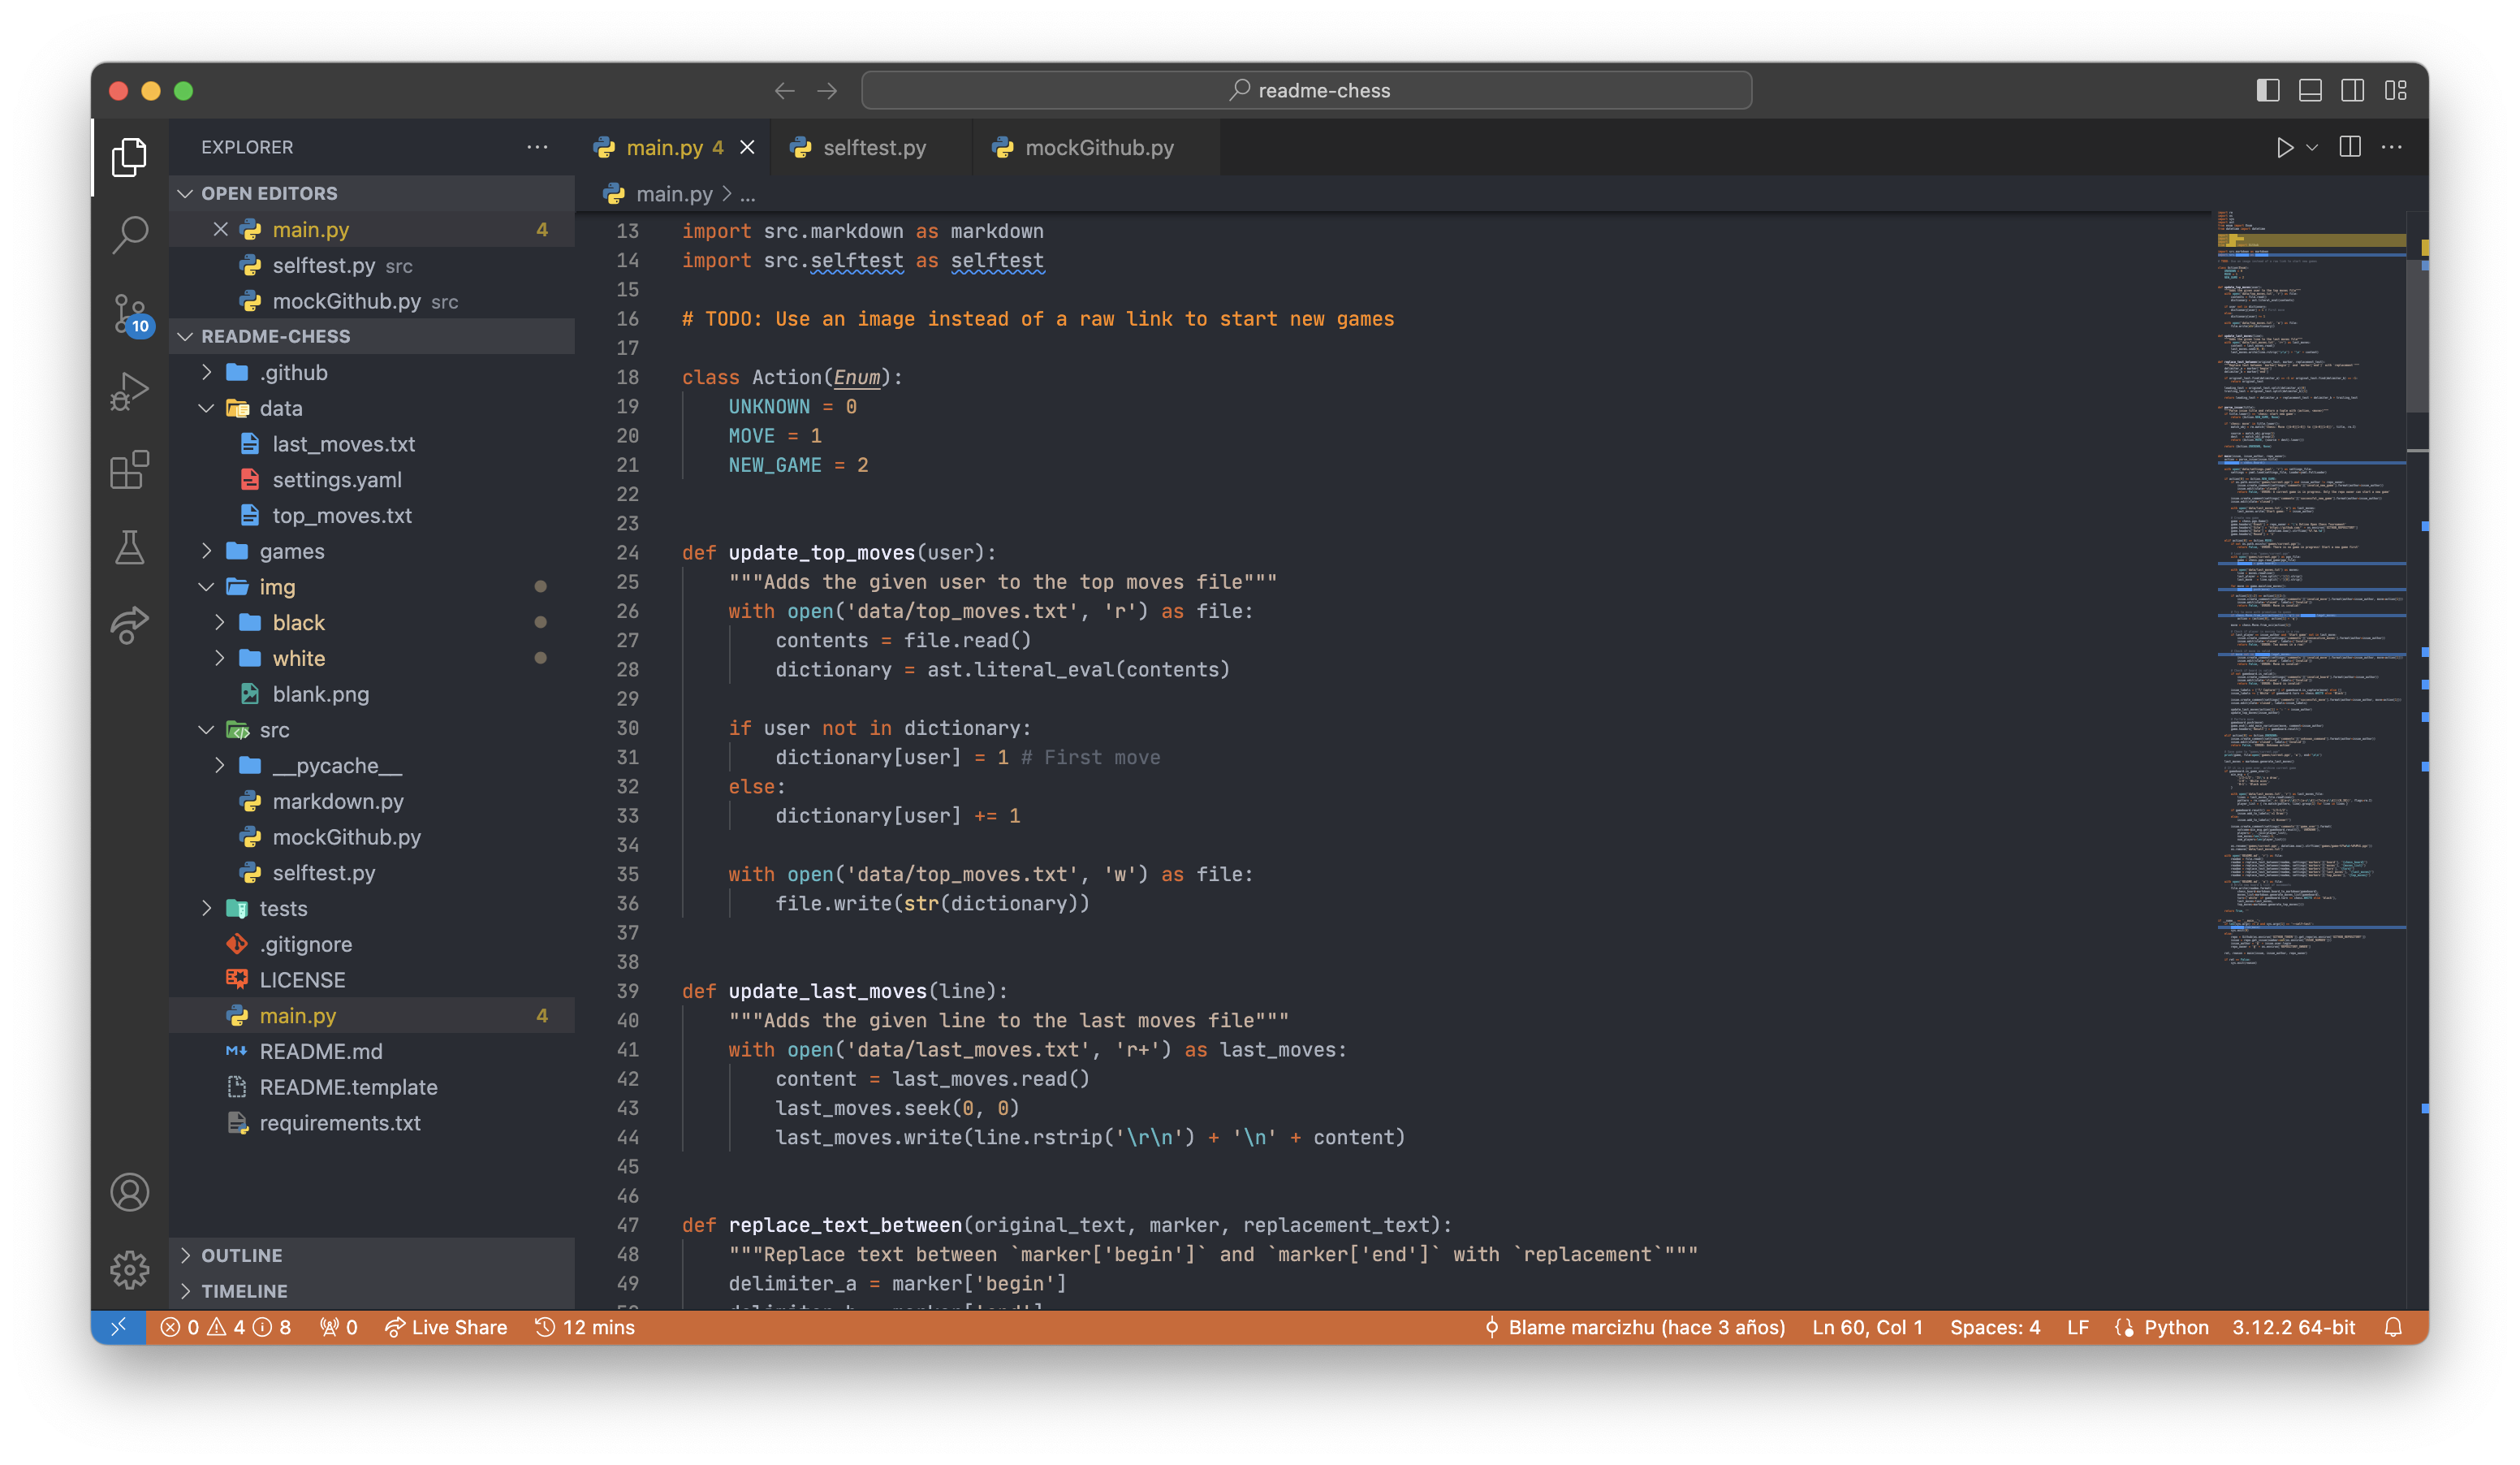 readme-chess
EXPLORER
main.py 4
selftest.py
mockGithub.py
OPEN EDITORS
main.py 4
selftest.py src
mockGithub.py src
10
README-CHESS
.github
data
last_moves.txt
settings.yaml
top_moves.txt
games
img
black
white
blank.png
src
__pycache__
markdown.py
mockGithub.py
selftest.py
tests
.gitignore
LICENSE
main.py 4
README.md
README.template
requirements.txt
OUTLINE
TIMELINE
main.py > ...
13 import src.markdown as markdown
14 import src.selftest as selftest
15
16 # TODO: Use an image instead of a raw link to start new games
17
18 class Action(Enum):
19 UNKNOWN = 0
20 MOVE = 1
21 NEW_GAME = 2
22
23
24 def update_top_moves(user):
25 """Adds the given user to the top moves file"""
26 with open('data/top_moves.txt', 'r') as file:
27 contents = file.read()
28 dictionary = ast.literal_eval(contents)
29
30 if user not in dictionary:
31 dictionary[user] = 1 # First move
32 else:
33 dictionary[user] += 1
34
35 with open('data/top_moves.txt', 'w') as file:
36 file.write(str(dictionary))
37
38
39 def update_last_moves(line):
40 """Adds the given line to the last moves file"""
41 with open('data/last_moves.txt', 'r+') as last_moves:
42 content = last_moves.read()
43 last_moves.seek(0, 0)
44 last_moves.write(line.rstrip('\r\n') + '\n' + content)
45
46
47 def replace_text_between(original_text, marker, replacement_text):
48 """Replace text between `marker['begin']` and `marker['end']` with `replacement`"""
49 delimiter_a = marker['begin']
0 4 8 0 Live Share 12 mins Blame marcizhu (hace 3 años) Ln 60, Col 1 Spaces: 4 LF Python 3.12.2 64-bit